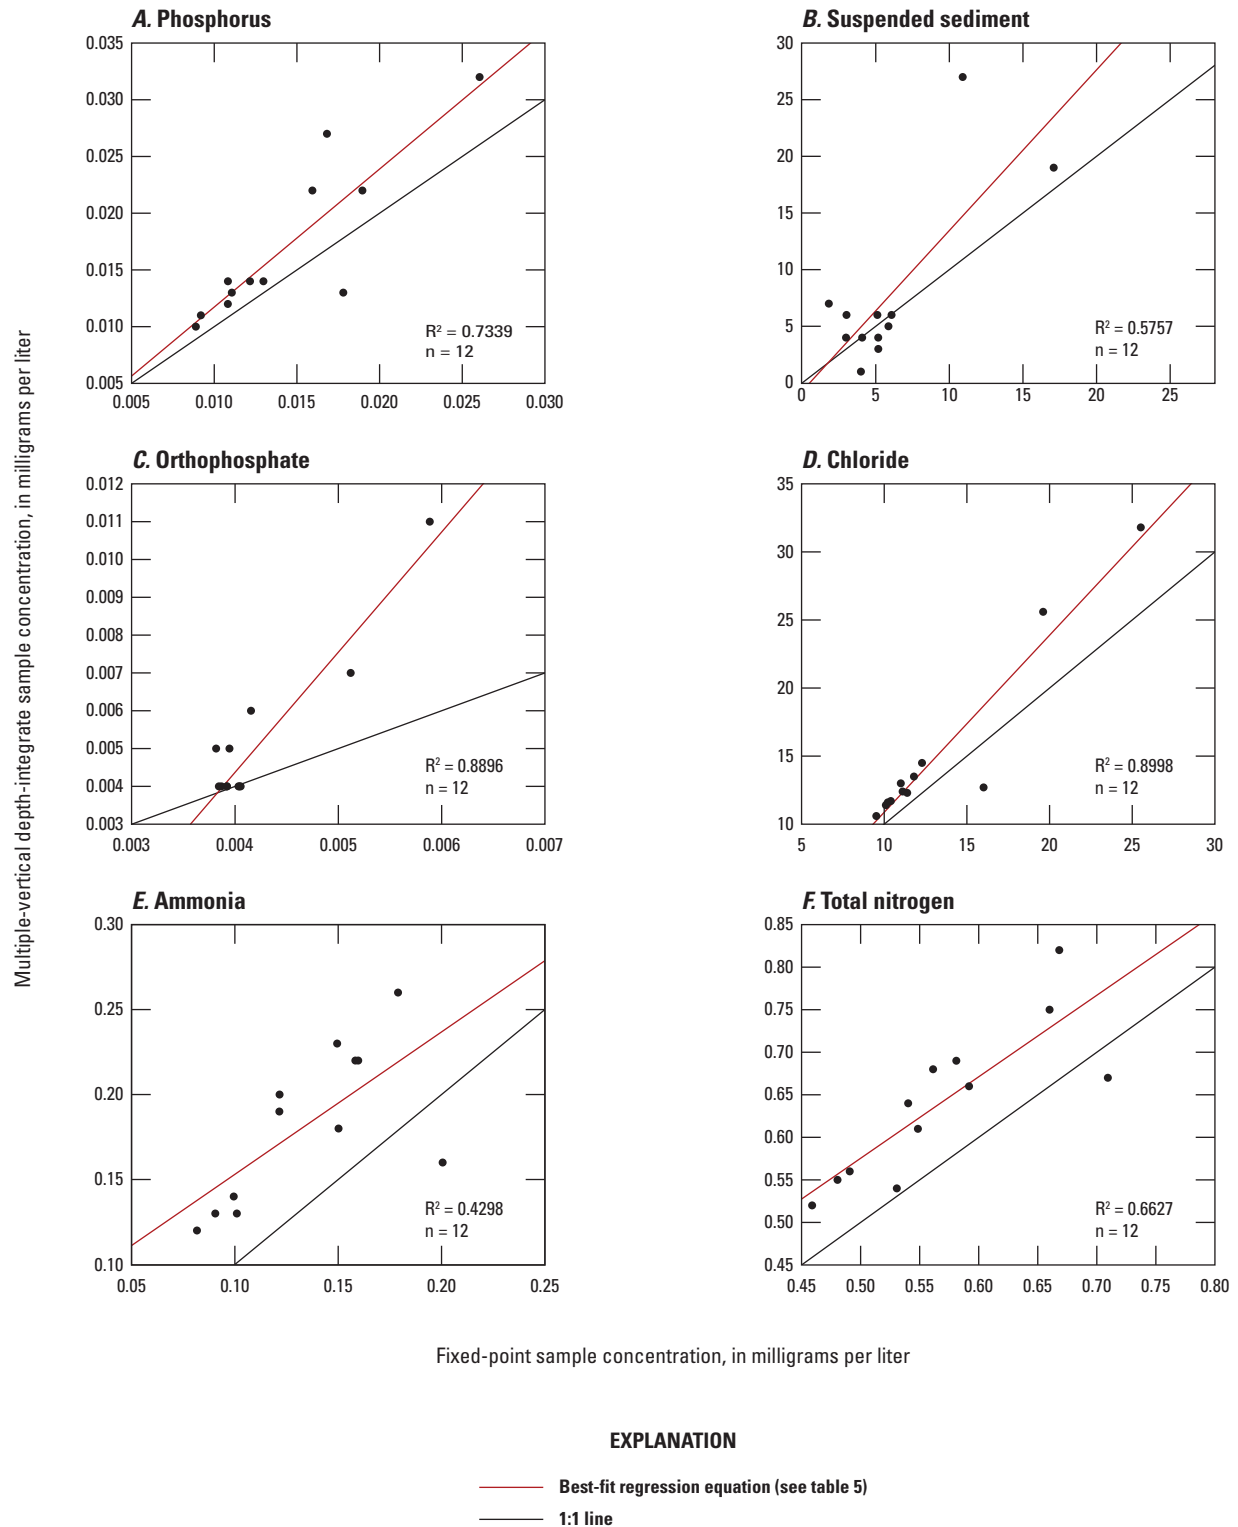 Multiple-vertical depth-integrate sample concentration, in milligrams per liter
A. Phosphorus
0.035
0.030
0.025
0.020
0.015
0.010
0.005
R² = 0.7339
n = 12
0.005 0.010 0.015 0.020 0.025 0.030
B. Suspended sediment
30
25
20
15
10
5
0
R² = 0.5757
n = 12
0 5 10 15 20 25
C. Orthophosphate
0.012
0.011
0.010
0.009
0.008
0.007
0.006
0.005
0.004
0.003
R² = 0.8896
n = 12
0.003 0.004 0.005 0.006 0.007
D. Chloride
35
30
25
20
15
10
R² = 0.8998
n = 12
5 10 15 20 25 30
E. Ammonia
0.30
0.25
0.20
0.15
0.10
R² = 0.4298
n = 12
0.05 0.10 0.15 0.20 0.25
F. Total nitrogen
0.85
0.80
0.75
0.70
0.65
0.60
0.55
0.50
0.45
R² = 0.6627
n = 12
0.45 0.50 0.55 0.60 0.65 0.70 0.75 0.80
Fixed-point sample concentration, in milligrams per liter
EXPLANATION
Best-fit regression equation (see table 5)
1:1 line